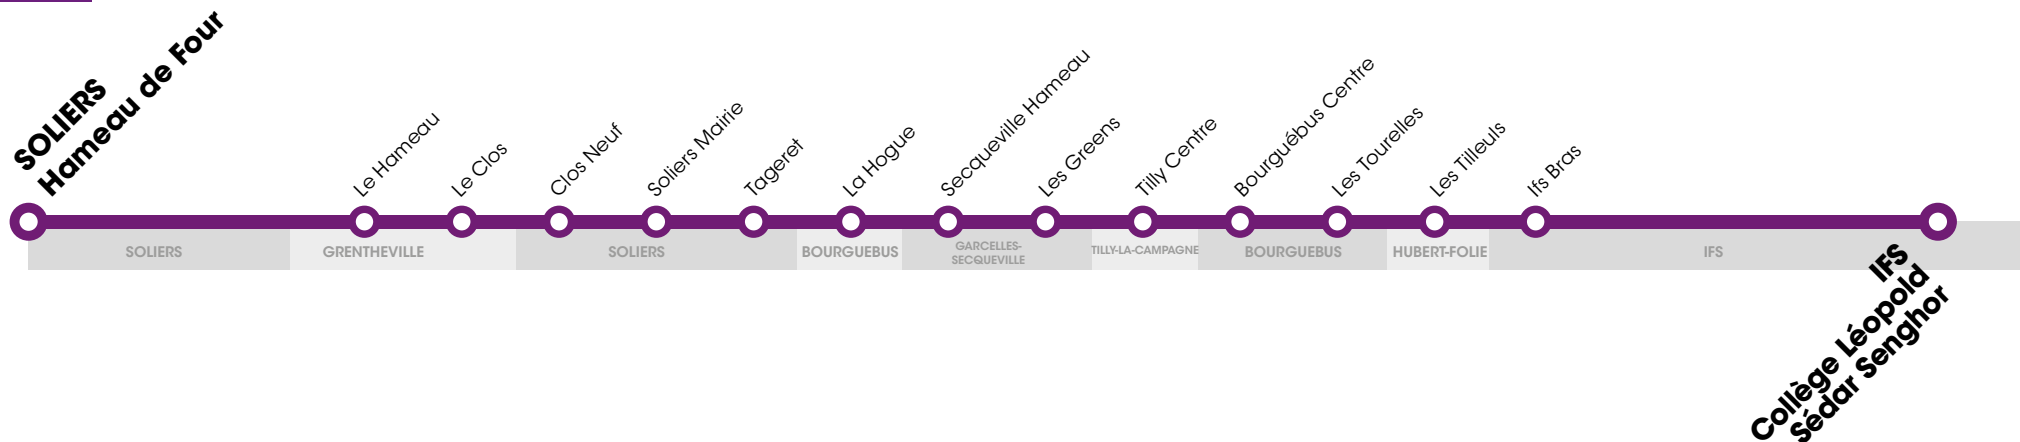 SOLIERS
Hameau de Four
Le Hameau
Le Clos
Clos Neuf
Soliers Mairie
Tageret
La Hogue
Secqueville Hameau
Les Greens
Tilly Centre
Bourguébus Centre
Les Tourelles
Les Tilleuls
Ifs Bras
SOLIERS
GRENTHEVILLE
SOLIERS
BOURGUEBUS
GARCELLES-
SECQUEVILLE
TILLY-LA-CAMPAGNE
BOURGUEBUS
HUBERT-FOLIE
IFS
IFS
Collège Léopold
Sédar Senghor